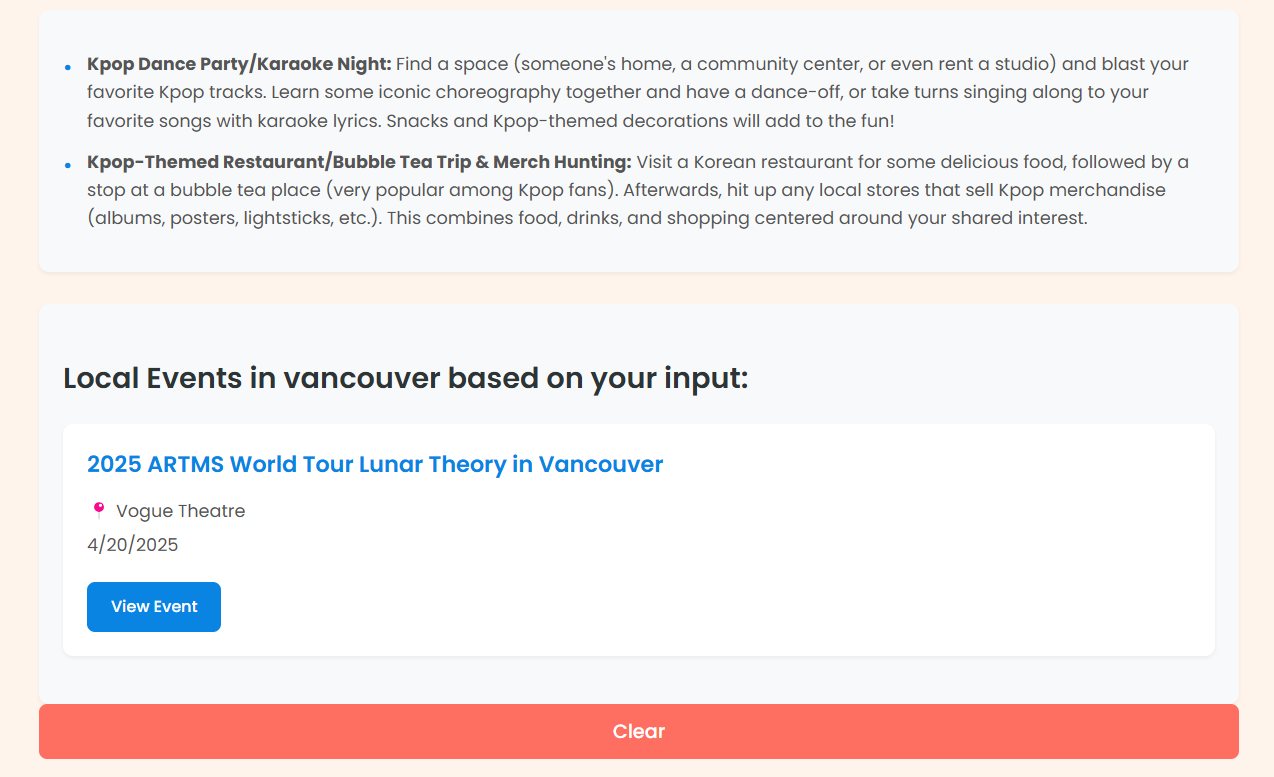 Kpop Dance Party/Karaoke Night: Find a space (someone's home, a community center, or even rent a studio) and blast your
favorite Kpop tracks. Learn some iconic choreography together and have a dance-off, or take turns singing along to your
favorite songs with karaoke lyrics. Snacks and Kpop-themed decorations will add to the fun!
Kpop-Themed Restaurant/Bubble Tea Trip & Merch Hunting: Visit a Korean restaurant for some delicious food, followed by a
stop at a bubble tea place (very popular among Kpop fans). Afterwards, hit up any local stores that sell Kpop merchandise
(albums, posters, lightsticks, etc.). This combines food, drinks, and shopping centered around your shared interest.
Local Events in vancouver based on your input:
2025 ARTMS World Tour Lunar Theory in Vancouver
Vogue Theatre
4/20/2025
View Event
Clear